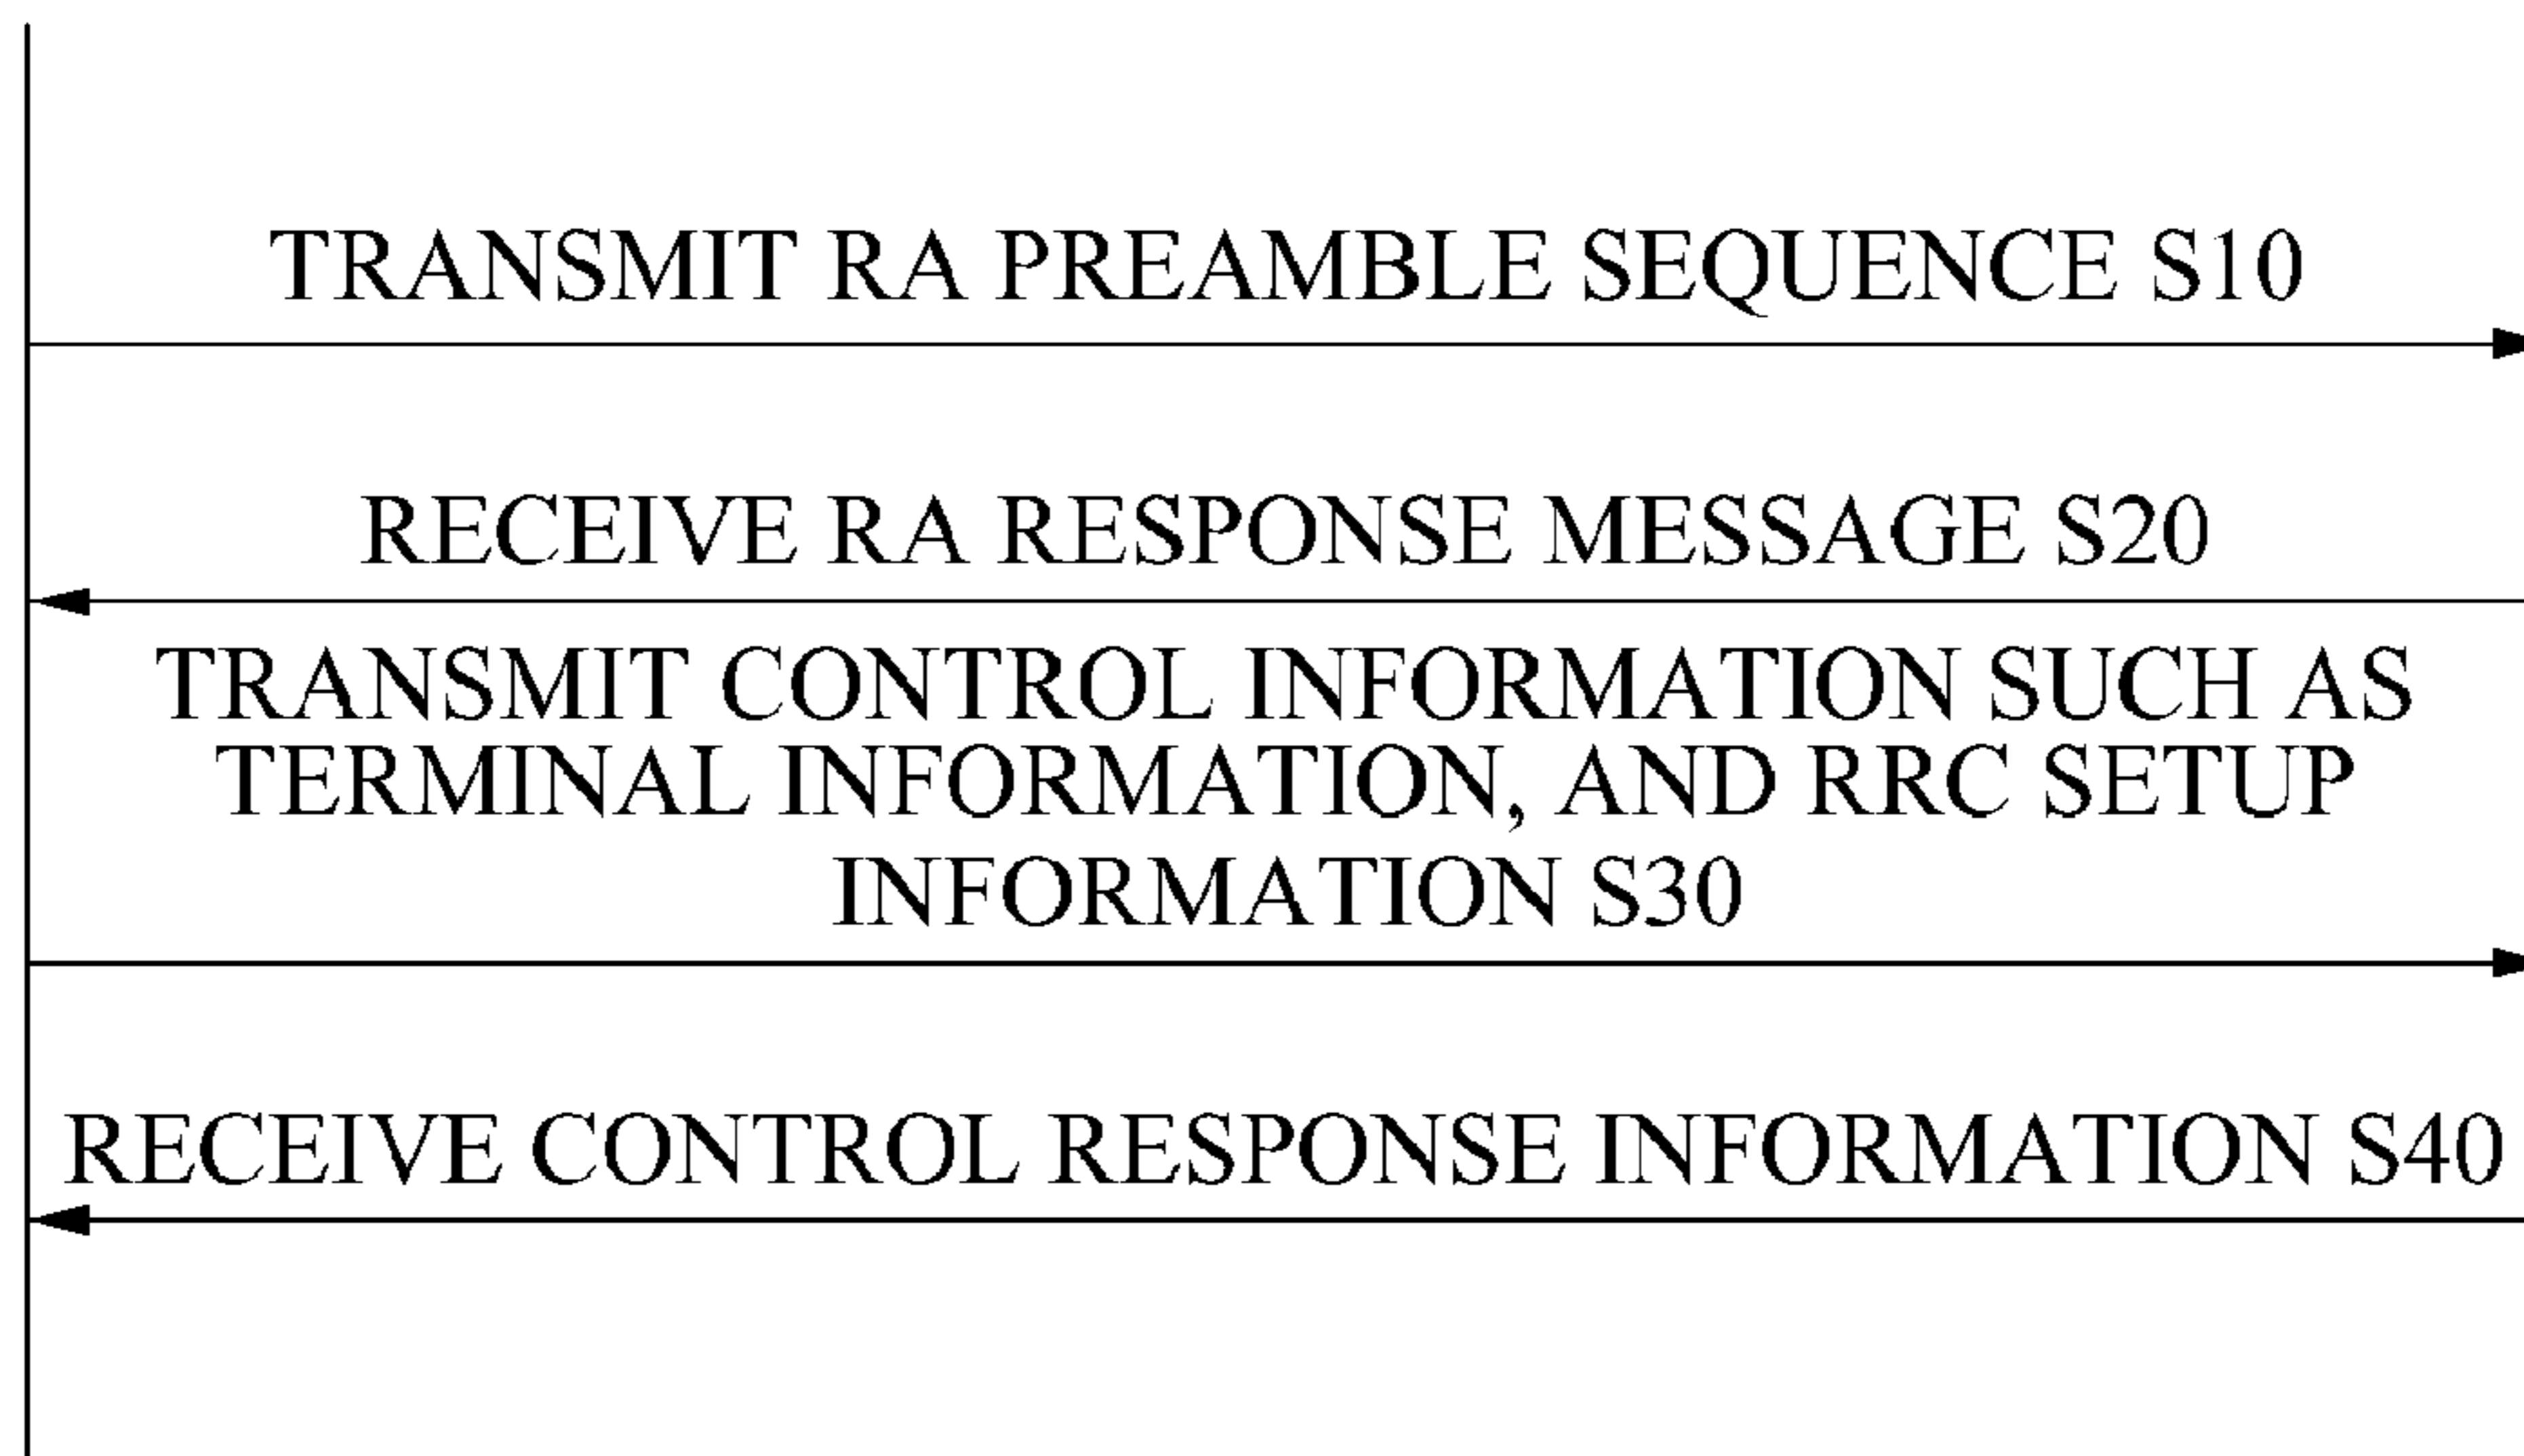 TRANSMIT RA PREAMBLE SEQUENCE S10
RECEIVE RA RESPONSE MESSAGE S20
TRANSMIT CONTROL INFORMATION SUCH AS
TERMINAL INFORMATION, AND RRC SETUP
INFORMATION S30
RECEIVE CONTROL RESPONSE INFORMATION S40